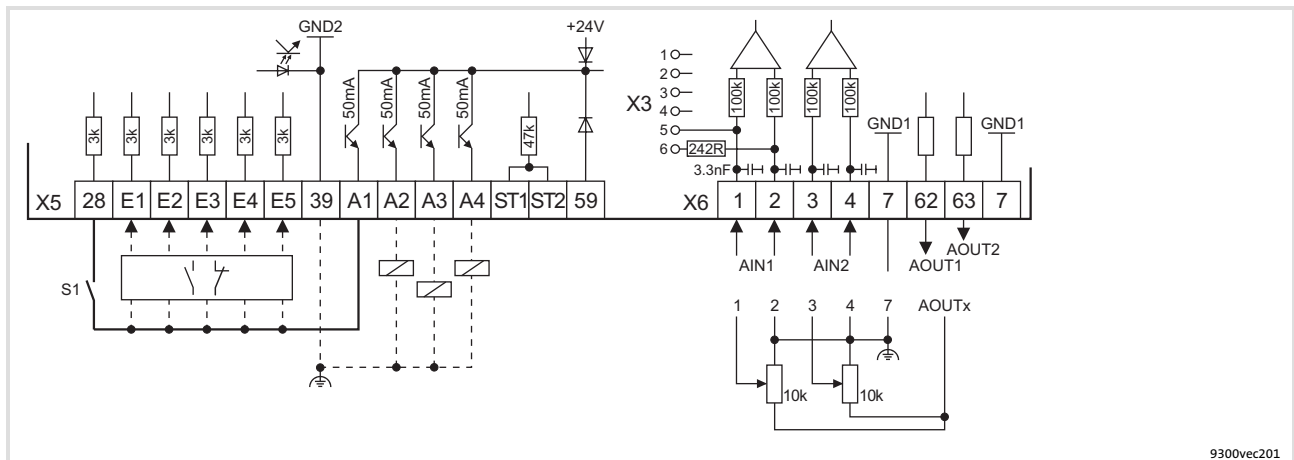 GND2
+24V
50mA
50mA
50mA
50mA
3k
3k
3k
3k
3k
3k
47k
X5 28 E1 E2 E3 E4 E5 39 A1 A2 A3 A4 ST1 ST2 59
S1
X3
1
2
3
4
5
6 242R
100k
100k
100k
100k
3.3nF
GND1
GND1
X6 1 2 3 4 7 62 63 7
AIN1
AIN2
AOUT1
AOUT2
1 2 3 4 7 AOUTx
10k
10k
9300vec201